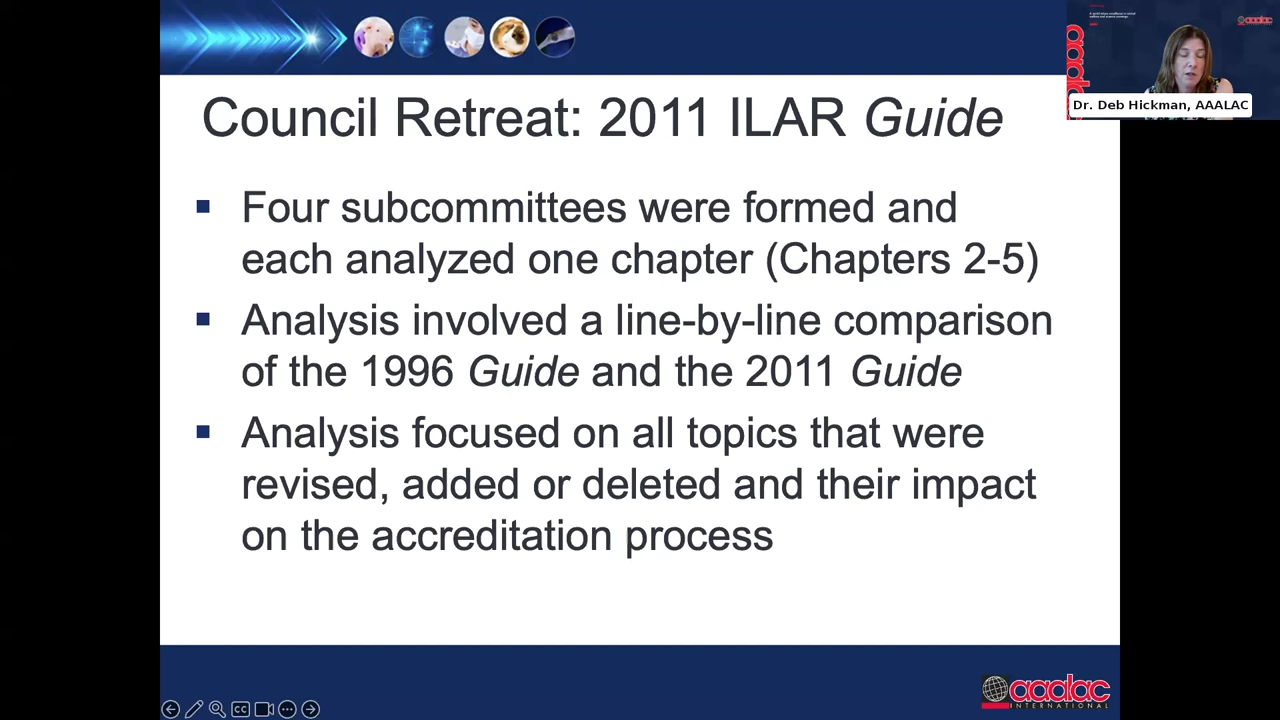 Council Retreat: 2011 ILAR Guide
Dr. Deb Hickman, AAALAC
▪ Four subcommittees were formed and
each analyzed one chapter (Chapters 2-5)
▪ Analysis involved a line-by-line comparison
of the 1996 Guide and the 2011 Guide
▪ Analysis focused on all topics that were
revised, added or deleted and their impact
on the accreditation process
CC
aaalac
INTERNATIONAL